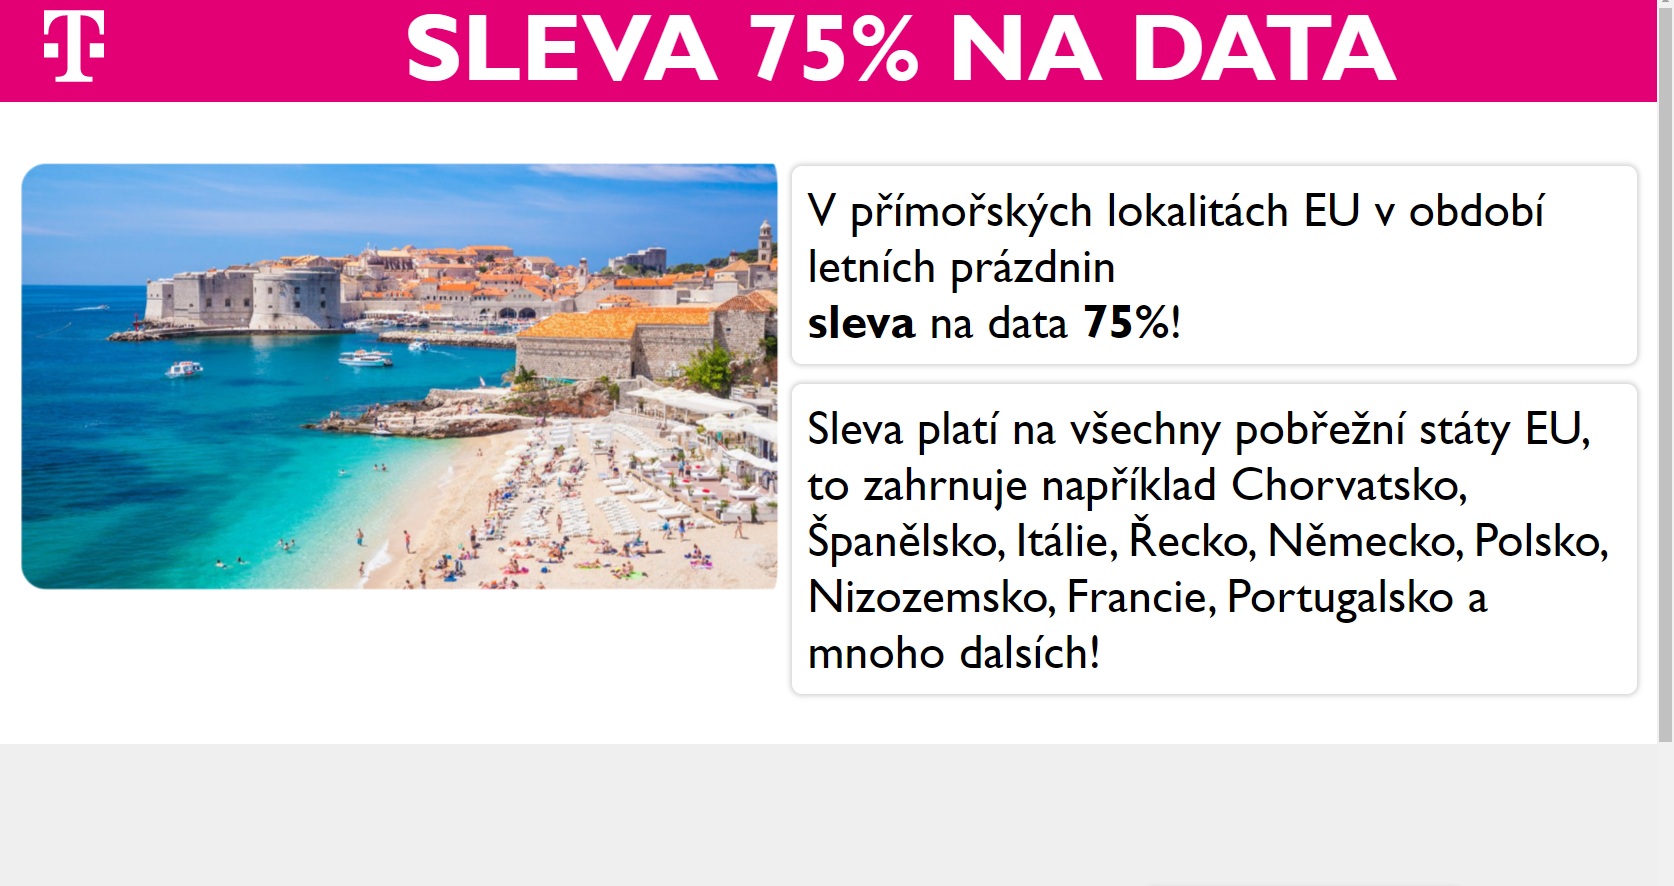 T
SLEVA 75% NA DATA
V přímořských lokalitách EU v období
letních prázdnin
sleva na data 75%!
Sleva platí na všechny pobřežní státy EU,
to zahrnuje například Chorvatsko,
Španělsko, Itálie, Řecko, Německo, Polsko,
Nizozemsko, Francie, Portugalsko a
mnoho dalsích!